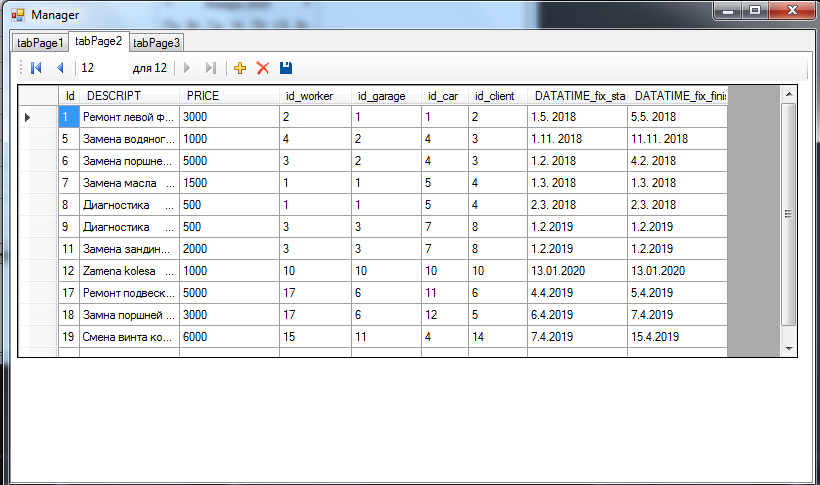 Manager
tabPage1 tabPage2 tabPage3
12 для 12
Id DESCRIPT PRICE id_worker id_garage id_car id_client DATATIME_fix_sta DATATIME_fix_finis
1 Ремонт левой ф... 3000 2 1 1 2 1.5. 2018 5.5. 2018
5 Замена водяног... 1000 4 2 4 3 1.11. 2018 11.11. 2018
6 Замена поршне... 5000 3 2 4 3 1.2. 2018 4.2. 2018
7 Замена масла ... 1500 1 1 5 4 1.3. 2018 1.3. 2018
8 Диагностика ... 500 1 1 5 4 2.3. 2018 2.3. 2018
9 Диагностика ... 500 3 3 7 8 1.2.2019 1.2.2019
11 Замена зандин... 2000 3 3 7 8 1.2.2019 1.2.2019
12 Zamena kolesa ... 1000 10 10 10 10 13.01.2020 13.01.2020
17 Ремонт подвеск... 5000 17 6 11 6 4.4.2019 5.4.2019
18 Замна поршней ... 3000 17 6 12 5 6.4.2019 7.4.2019
19 Смена винта ко... 6000 15 11 4 14 7.4.2019 15.4.2019